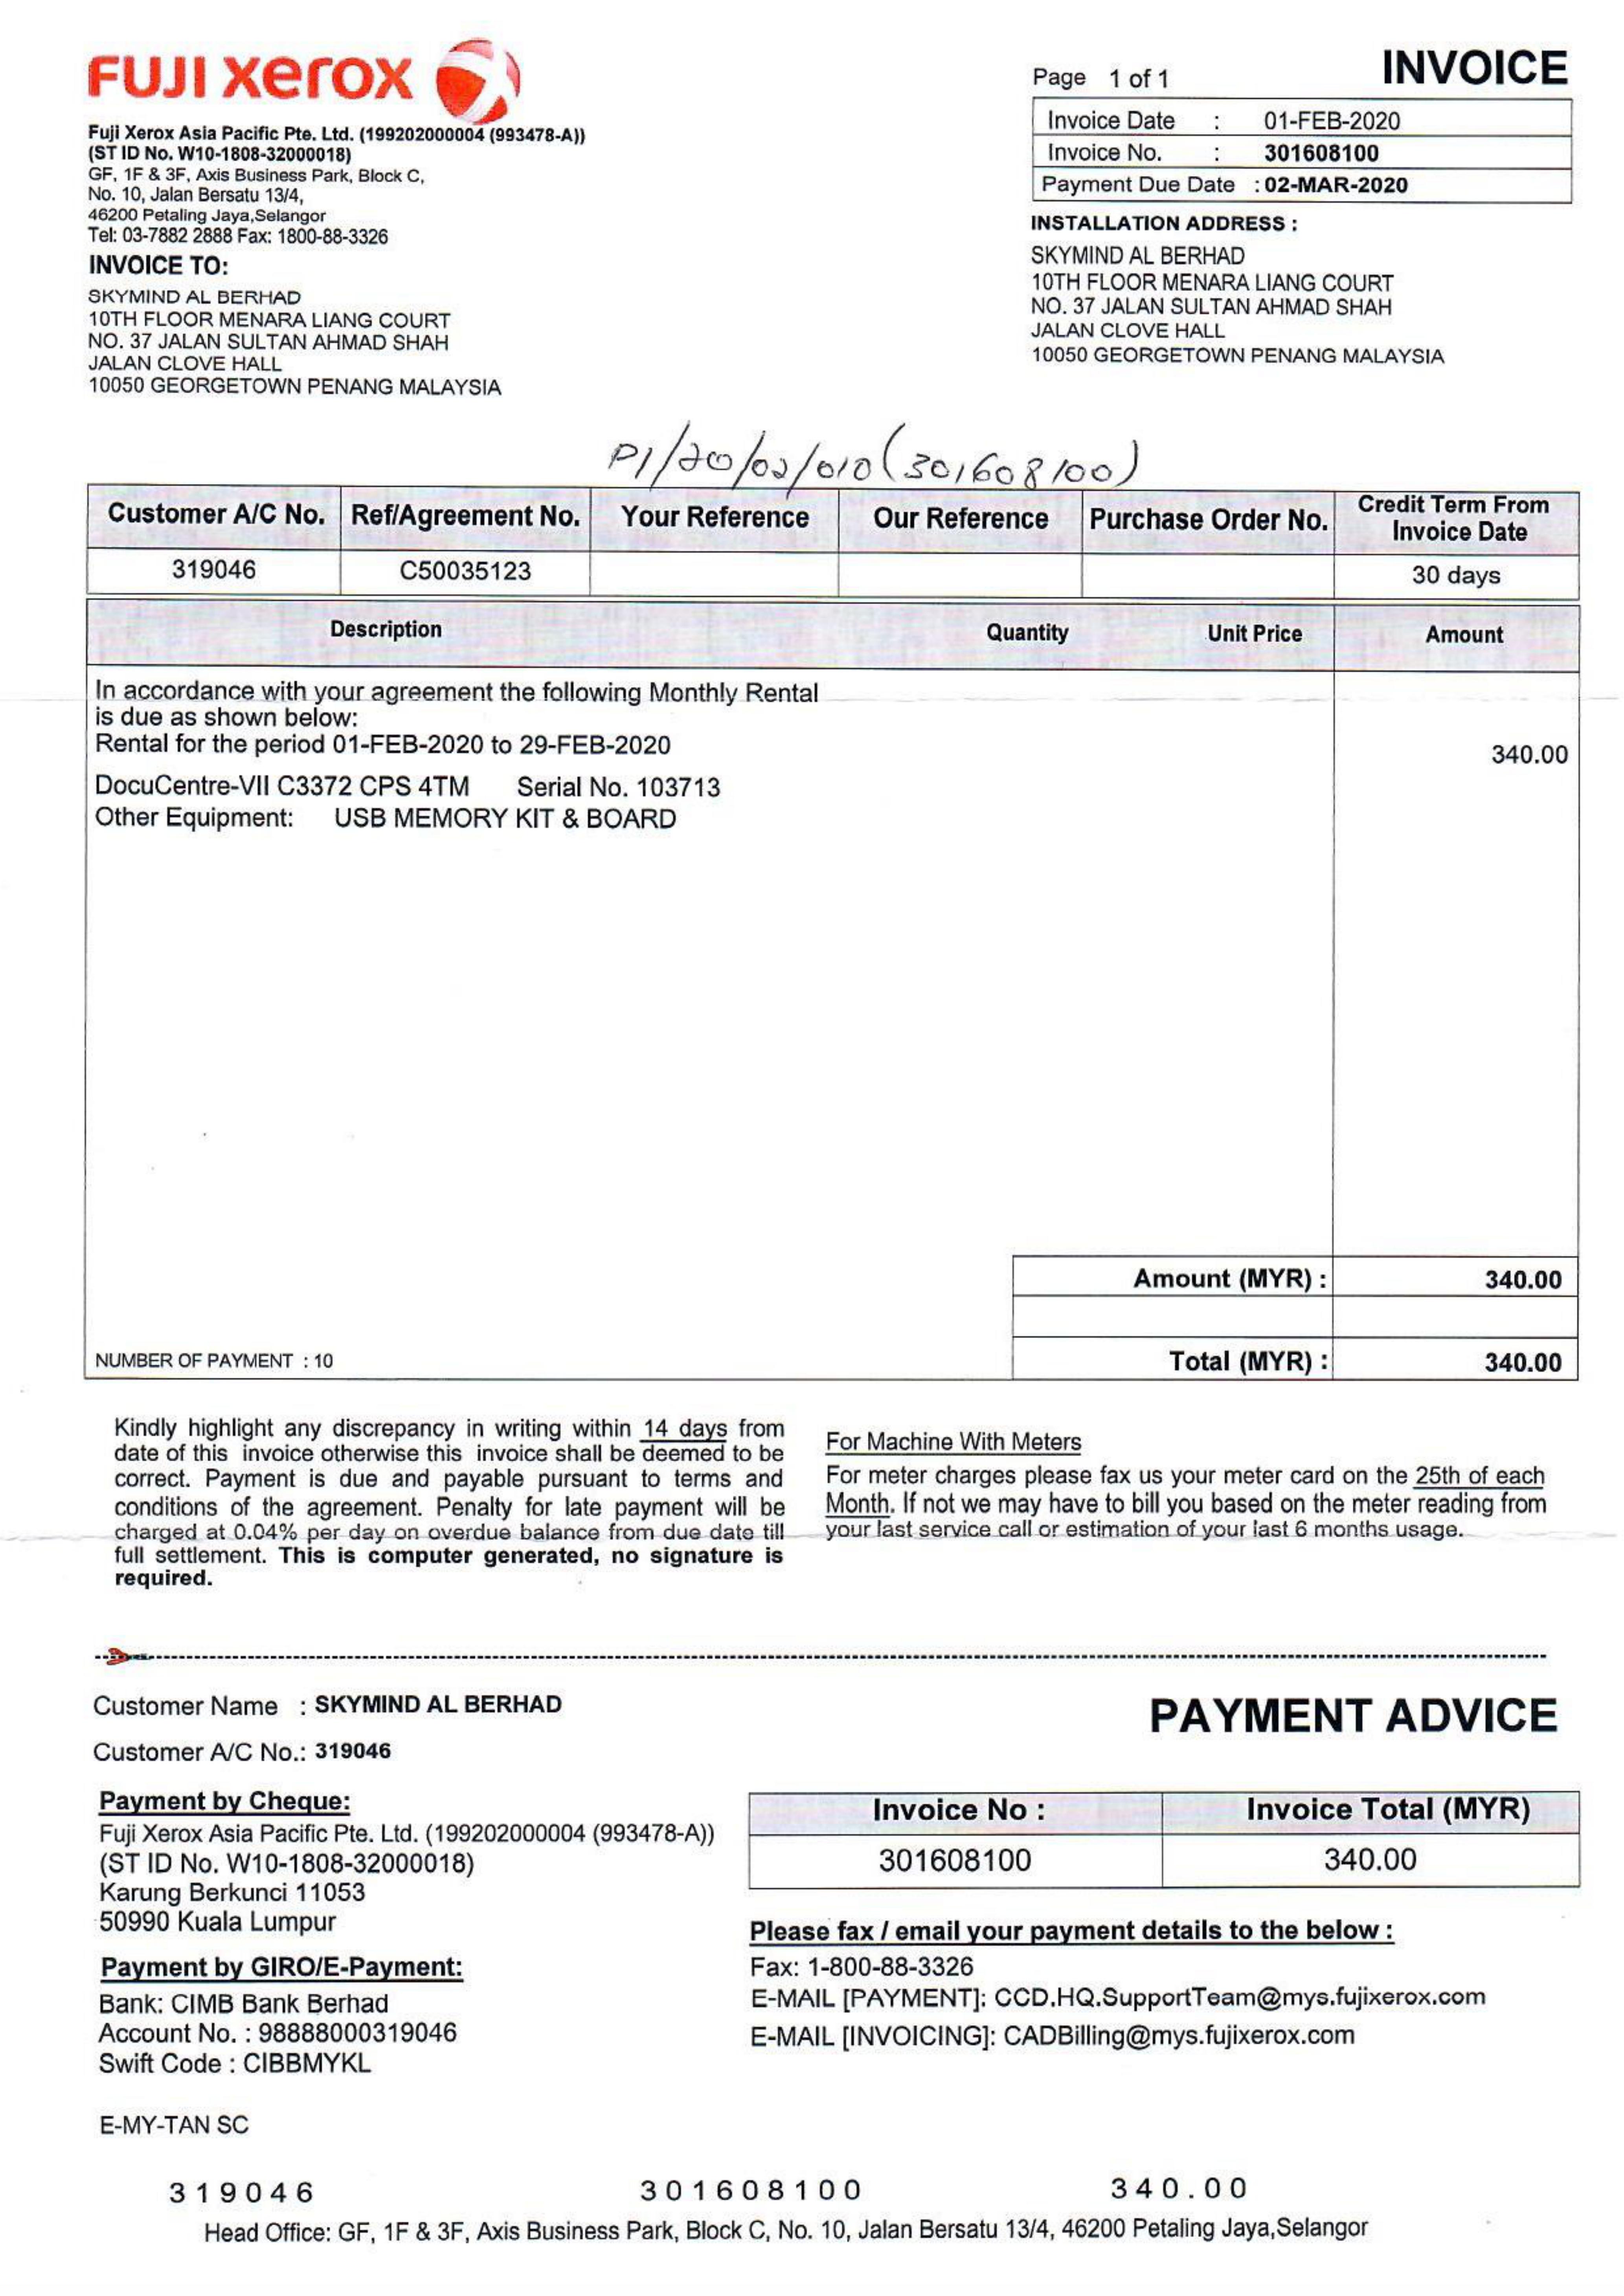 FUJI xerox
Fuji Xerox Asia Pacific Pte. Ltd. (199202000004 (993478-A))
(ST ID No. W10-1808-32000018)
GF, 1F & 3F, Axis Business Park, Block C,
No. 10, Jalan Bersatu 13/4,
46200 Petaling Jaya,Selangor
Tel: 03-7882 2888 Fax: 1800-88-3326
INVOICE TO:
SKYMIND AL BERHAD
10TH FLOOR MENARA LIANG COURT
NO. 37 JALAN SULTAN AHMAD SHAH
JALAN CLOVE HALL
10050 GEORGETOWN PENANG MALAYSIA
Page 1 of 1
INVOICE
Invoice Date : 01-FEB-2020
Invoice No. : 301608100
Payment Due Date : 02-MAR-2020
INSTALLATION ADDRESS :
SKYMIND AL BERHAD
10TH FLOOR MENARA LIANG COURT
NO. 37 JALAN SULTAN AHMAD SHAH
JALAN CLOVE HALL
10050 GEORGETOWN PENANG MALAYSIA
PI/20/02/010 (301608100)
Customer A/C No. Ref/Agreement No. Your Reference Our Reference Purchase Order No. Credit Term From Invoice Date
319046 C50035123 30 days
Description Quantity Unit Price Amount
In accordance with your agreement the following Monthly Rental
is due as shown below:
Rental for the period 01-FEB-2020 to 29-FEB-2020 340.00
DocuCentre-VII C3372 CPS 4TM Serial No. 103713
Other Equipment: USB MEMORY KIT & BOARD
Amount (MYR) : 340.00
NUMBER OF PAYMENT : 10
Total (MYR) : 340.00
Kindly highlight any discrepancy in writing within 14 days from
date of this invoice otherwise this invoice shall be deemed to be
correct. Payment is due and payable pursuant to terms and
conditions of the agreement. Penalty for late payment will be
charged at 0.04% per day on overdue balance from due date till
full settlement. This is computer generated, no signature is
required.
For Machine With Meters
For meter charges please fax us your meter card on the 25th of each
Month. If not we may have to bill you based on the meter reading from
your last service call or estimation of your last 6 months usage.
Customer Name : SKYMIND AL BERHAD
Customer A/C No.: 319046
PAYMENT ADVICE
Payment by Cheque:
Fuji Xerox Asia Pacific Pte. Ltd. (199202000004 (993478-A))
(ST ID No. W10-1808-32000018)
Karung Berkunci 11053
50990 Kuala Lumpur
Payment by GIRO/E-Payment:
Bank: CIMB Bank Berhad
Account No. : 98888000319046
Swift Code : CIBBMYKL
Invoice No : Invoice Total (MYR)
301608100 340.00
Please fax / email your payment details to the below :
Fax: 1-800-88-3326
E-MAIL [PAYMENT]: CCD.HQ.SupportTeam@mys.fujixerox.com
E-MAIL [INVOICING]: CADBilling@mys.fujixerox.com
E-MY-TAN SC
319046 301608100 340.00
Head Office: GF, 1F & 3F, Axis Business Park, Block C, No. 10, Jalan Bersatu 13/4, 46200 Petaling Jaya,Selangor